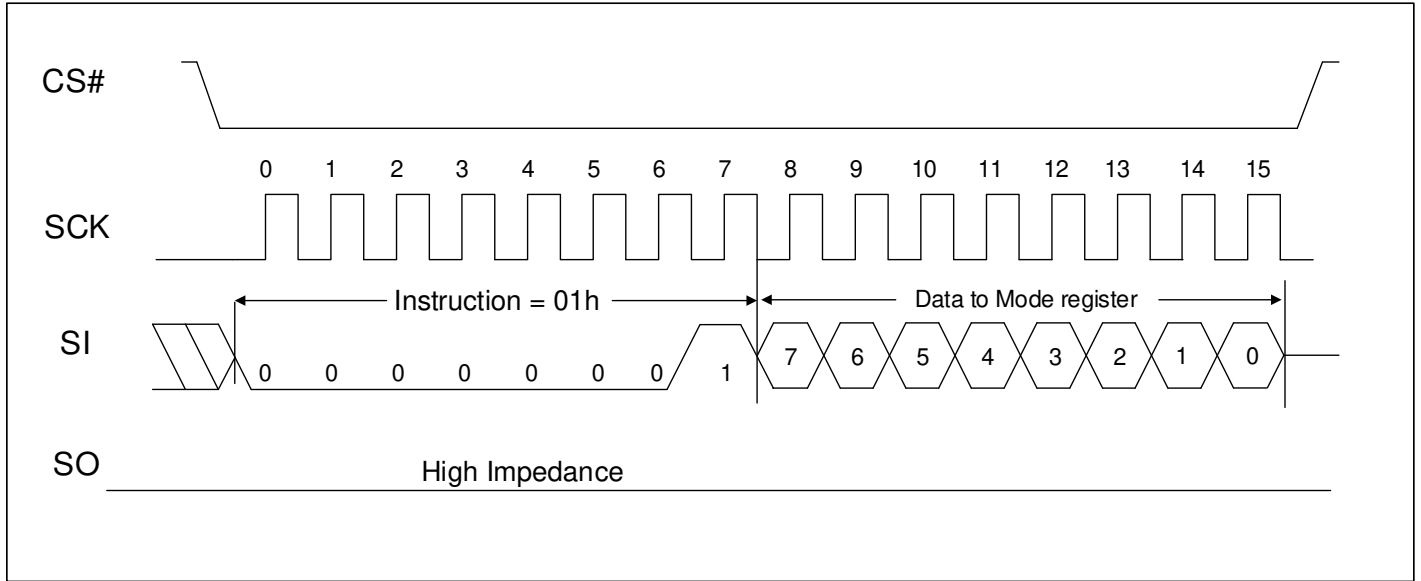 CS#
0 1 2 3 4 5 6 7 8 9 10 11 12 13 14 15
SCK
Instruction = 01h Data to Mode register
SI
0 0 0 0 0 0 0 1 7 6 5 4 3 2 1 0
SO
High Impedance